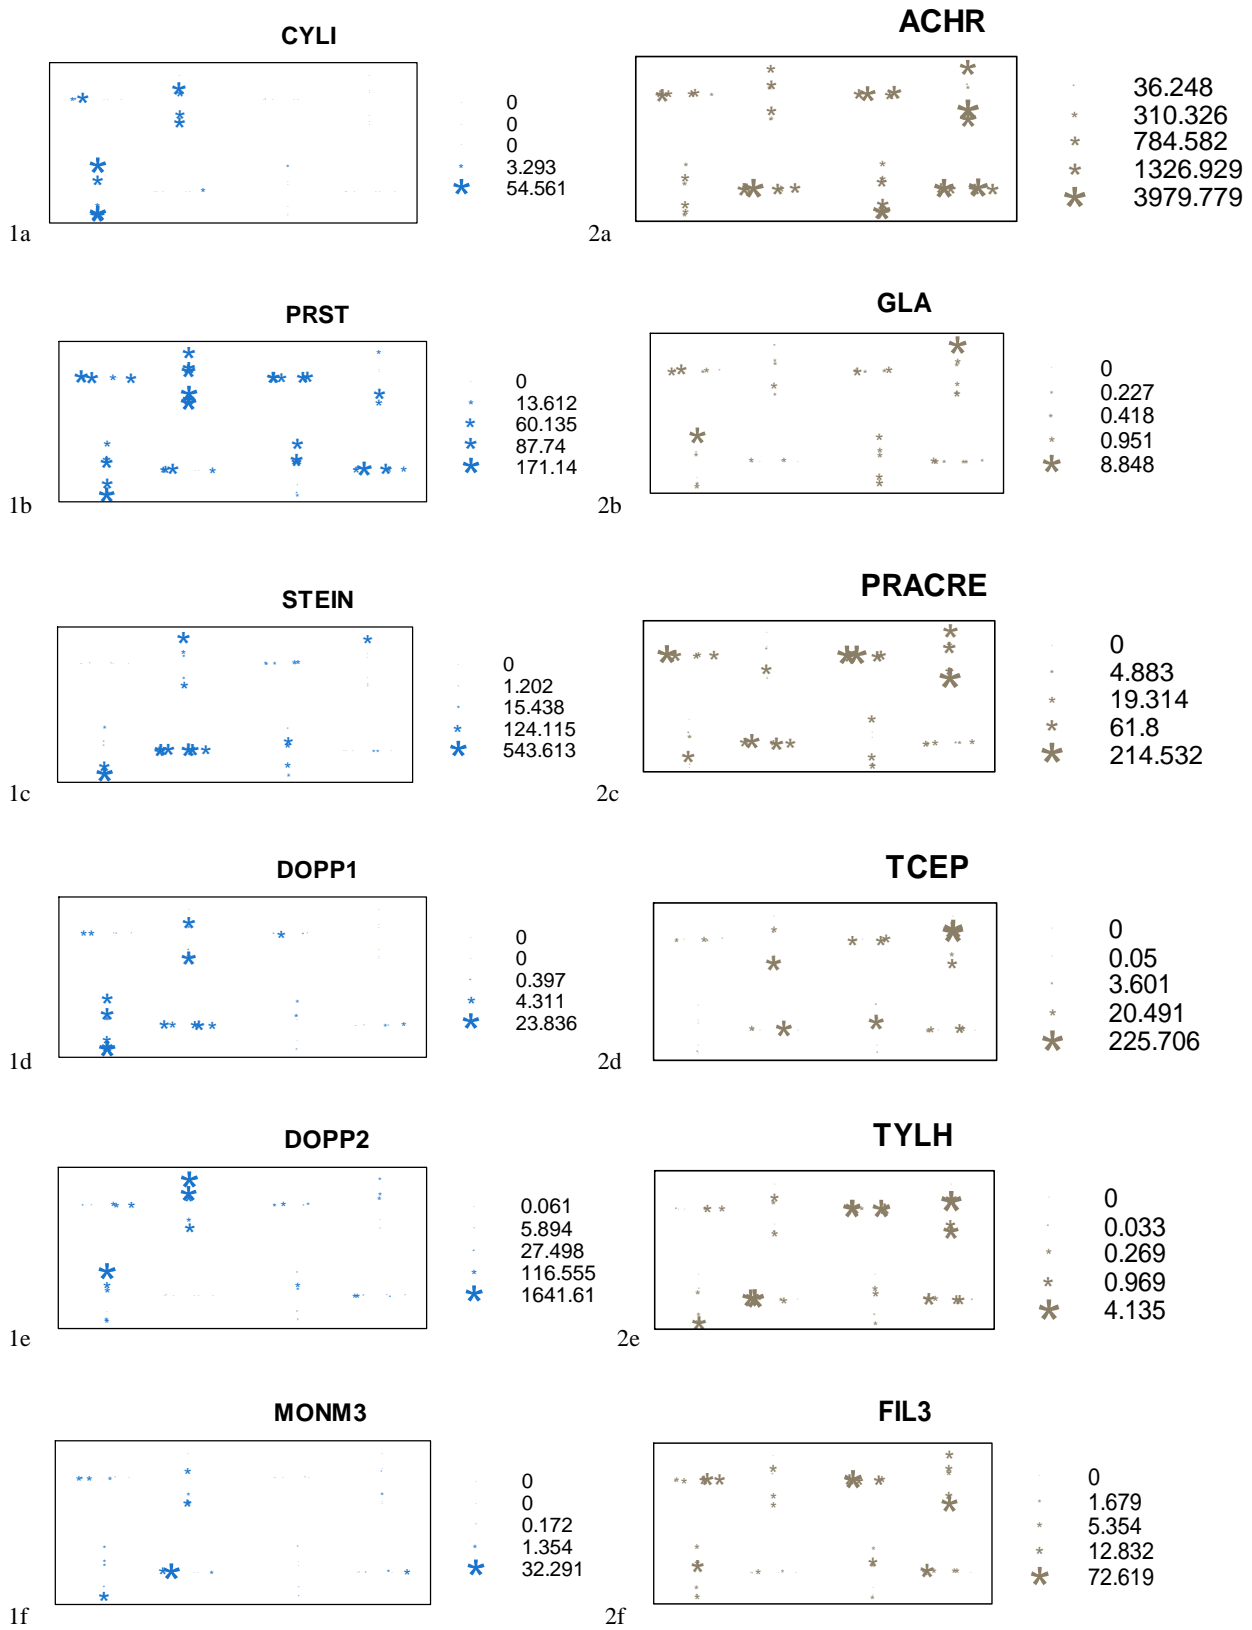 CYLI
0
0
0
3.293
54.561
1a
ACHR
36.248
310.326
784.582
1326.929
3979.779
2a
PRST
0
13.612
60.135
87.74
171.14
1b
GLA
0
0.227
0.418
0.951
8.848
2b
STEIN
0
1.202
15.438
124.115
543.613
1c
PRACRE
0
4.883
19.314
61.8
214.532
2c
DOPP1
0
0
0.397
4.311
23.836
1d
TCEP
0
0.05
3.601
20.491
225.706
2d
DOPP2
0.061
5.894
27.498
116.555
1641.61
1e
TYLH
0
0.033
0.269
0.969
4.135
2e
MONM3
0
0
0.172
1.354
32.291
1f
FIL3
0
1.679
5.354
12.832
72.619
2f